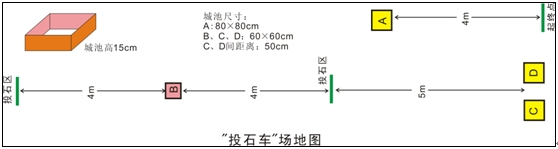 城池尺寸:
A: 80×80cm
B、C、D: 60×60cm
C、D间距离: 50cm
城池高15cm
A
4m
起终点
投石区
4m
B
4m
投石区
5m
D
C
"投石车"场地图